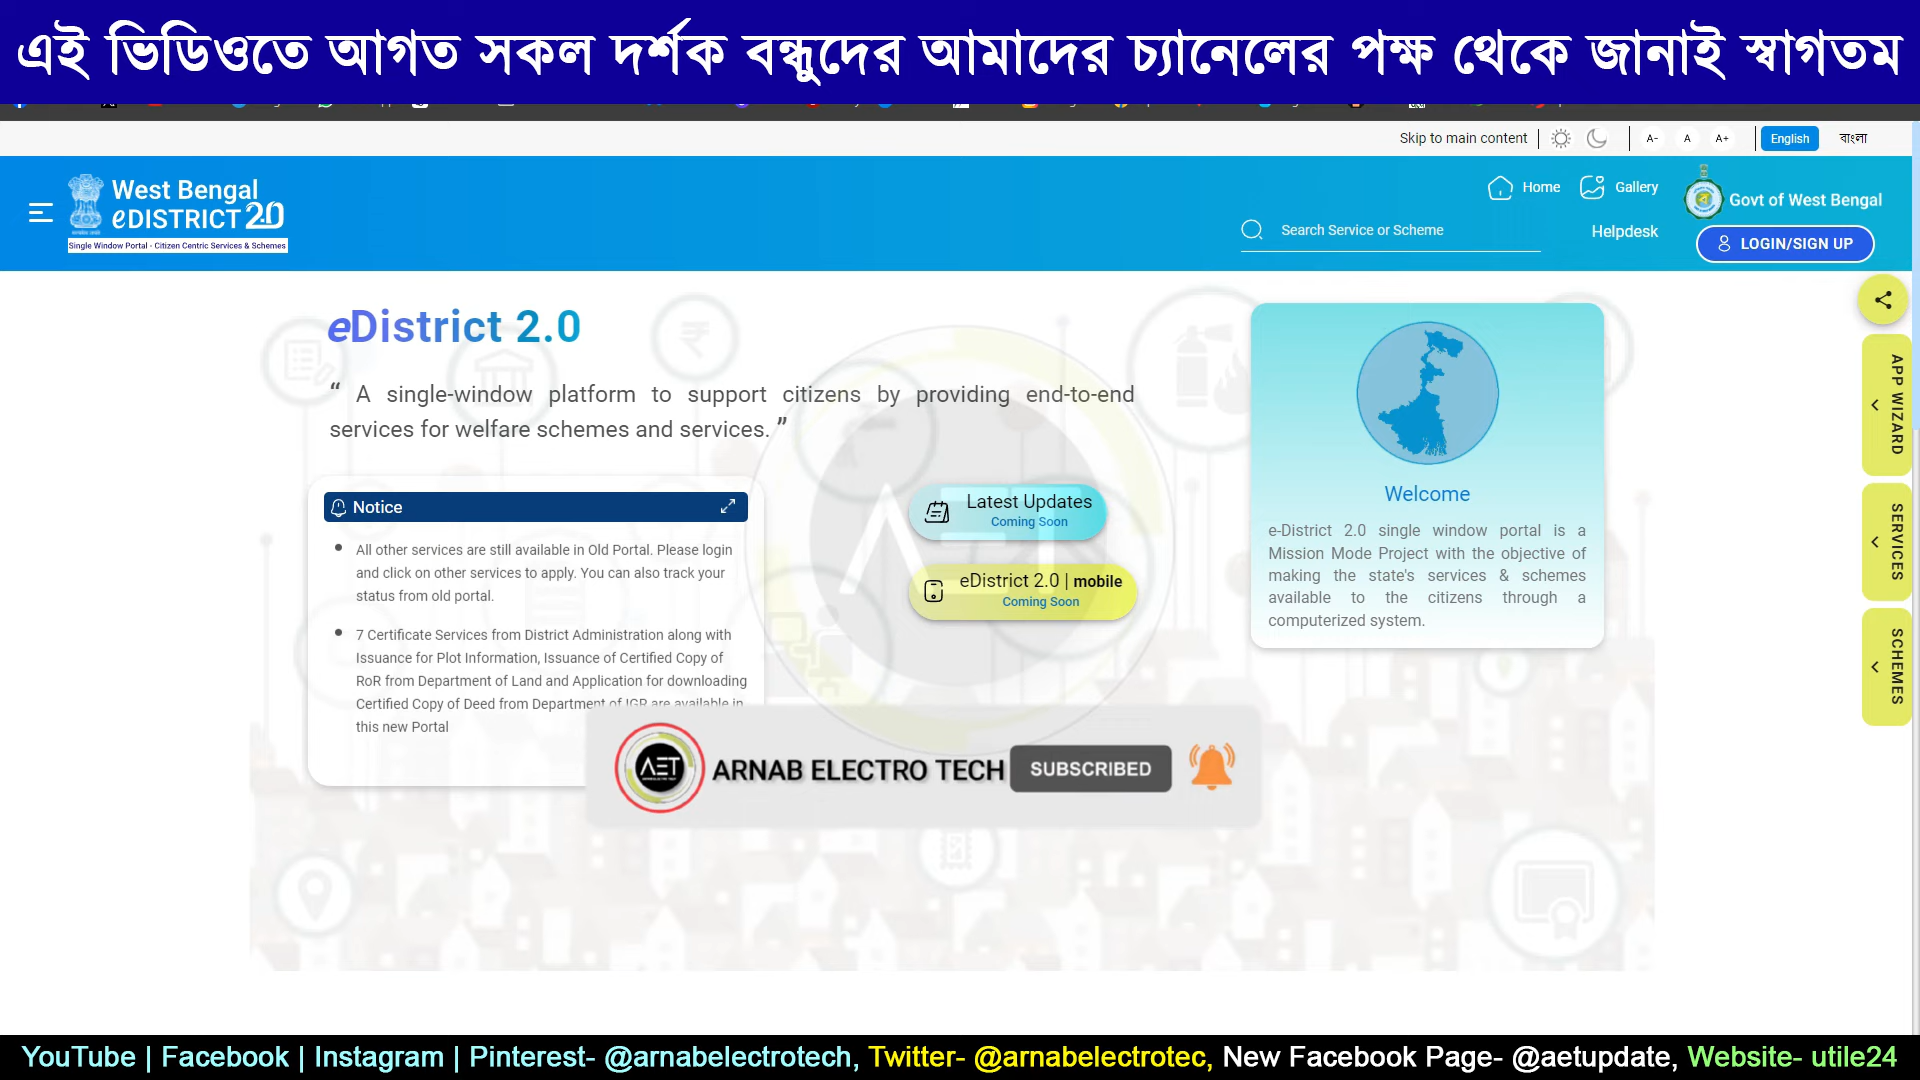 এই ভিডিওতে আগত সকল দর্শক বন্ধুদের আমাদের চ্যানেলের পক্ষ থেকে জানাই স্বাগতম
Skip to main content
A-
A
A+
English
বাংলা
West Bengal
eDISTRICT 2.0
Single Window Portal - Citizen Centric Services & Schemes
Home
Gallery
Govt of West Bengal
Search Service or Scheme
Helpdesk
LOGIN/SIGN UP
eDistrict 2.0
“ A single-window platform to support citizens by providing end-to-end
services for welfare schemes and services. ”
Notice
All other services are still available in Old Portal. Please login
and click on other services to apply. You can also track your
status from old portal.
7 Certificate Services from District Administration along with
Issuance for Plot Information, Issuance of Certified Copy of
RoR from Department of Land and Application for downloading
Certified Copy of Deed from Department of IGR are available in
this new Portal
Latest Updates
Coming Soon
eDistrict 2.0 | mobile
Coming Soon
Welcome
e-District 2.0 single window portal is a
Mission Mode Project with the objective of
making the state's services & schemes
available to the citizens through a
computerized system.
APP WIZARD
SERVICES
SCHEMES
AET
ARNAB ELECTRO TECH
SUBSCRIBED
YouTube | Facebook | Instagram | Pinterest- @arnabelectrotech, Twitter- @arnabelectrotec, New Facebook Page- @aetupdate, Website- utile24